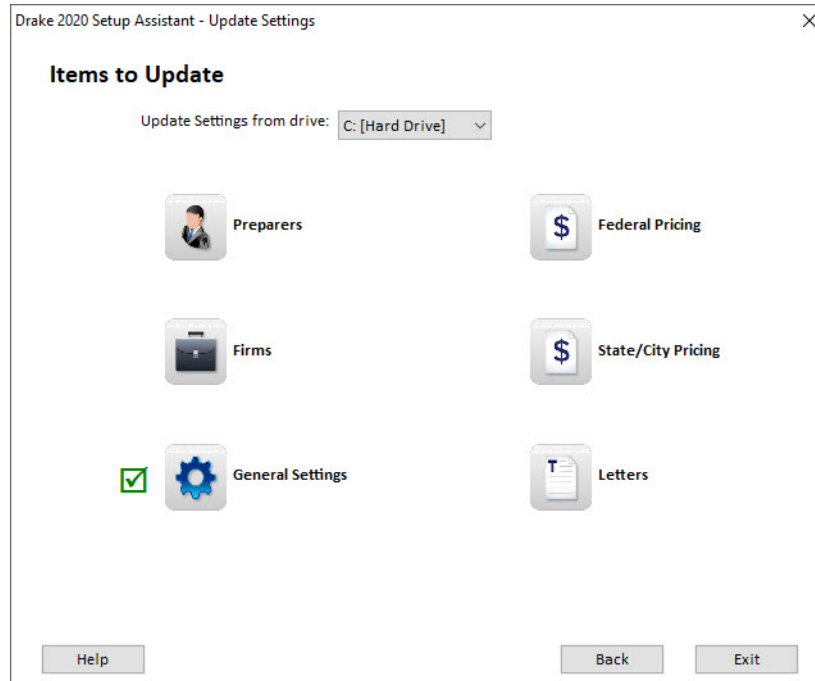 Drake 2020 Setup Assistant - Update Settings
Items to Update
Update Settings from drive: C: [Hard Drive]
Preparers
Federal Pricing
$
Firms
State/City Pricing
$
General Settings
Letters
T
Help
Back
Exit